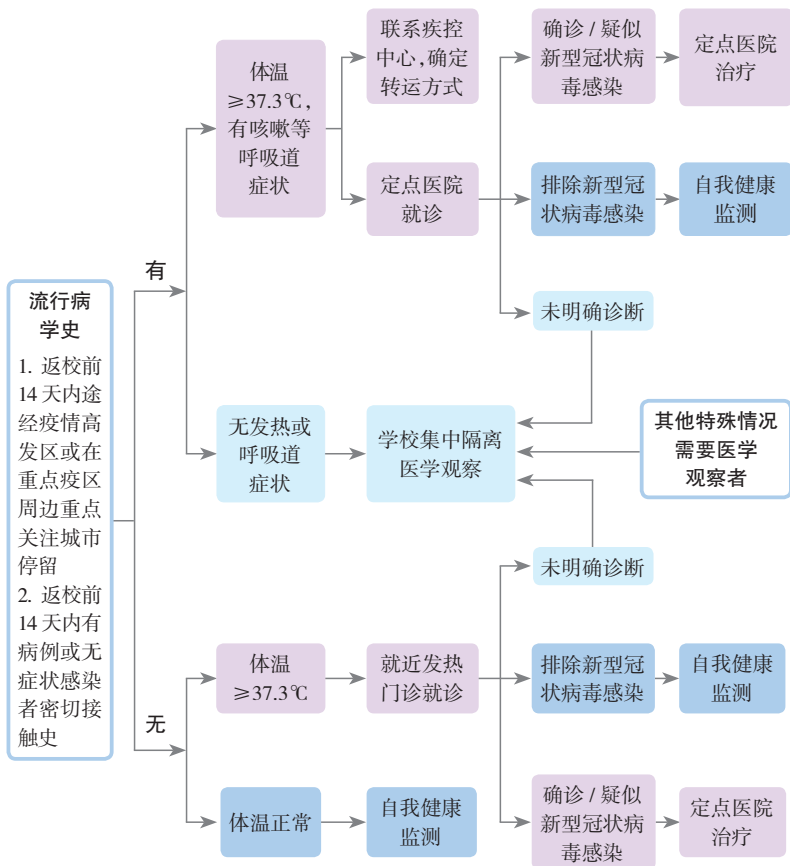 流行病
学史
1. 返校前
14 天内途
经疫情高
发区或在
重点疫区
周边重点
关注城市
停留
2. 返校前
14 天内有
病例或无
症状感染
者密切接
触史
有
体温
≥37.3℃，
有咳嗽等
呼吸道
症状
联系疾控
中心,确定
转运方式
定点医院
就诊
确诊 / 疑似
新型冠状病
毒感染
定点医院
治疗
排除新型冠
状病毒感染
自我健康
监测
未明确诊断
无发热或
呼吸道
症状
学校集中隔离
医学观察
其他特殊情况
需要医学
观察者
无
体温
≥37.3℃
就近发热
门诊就诊
未明确诊断
排除新型冠
状病毒感染
自我健康
监测
确诊 / 疑似
新型冠状病
毒感染
定点医院
治疗
体温正常
自我健康
监测